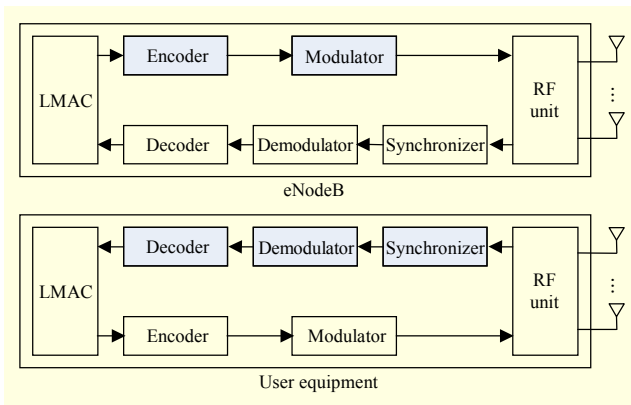 Encoder
Modulator
LMAC
RF
unit
Decoder
Demodulator
Synchronizer
⋮
eNodeB
Decoder
Demodulator
Synchronizer
LMAC
RF
unit
⋮
Encoder
Modulator
User equipment